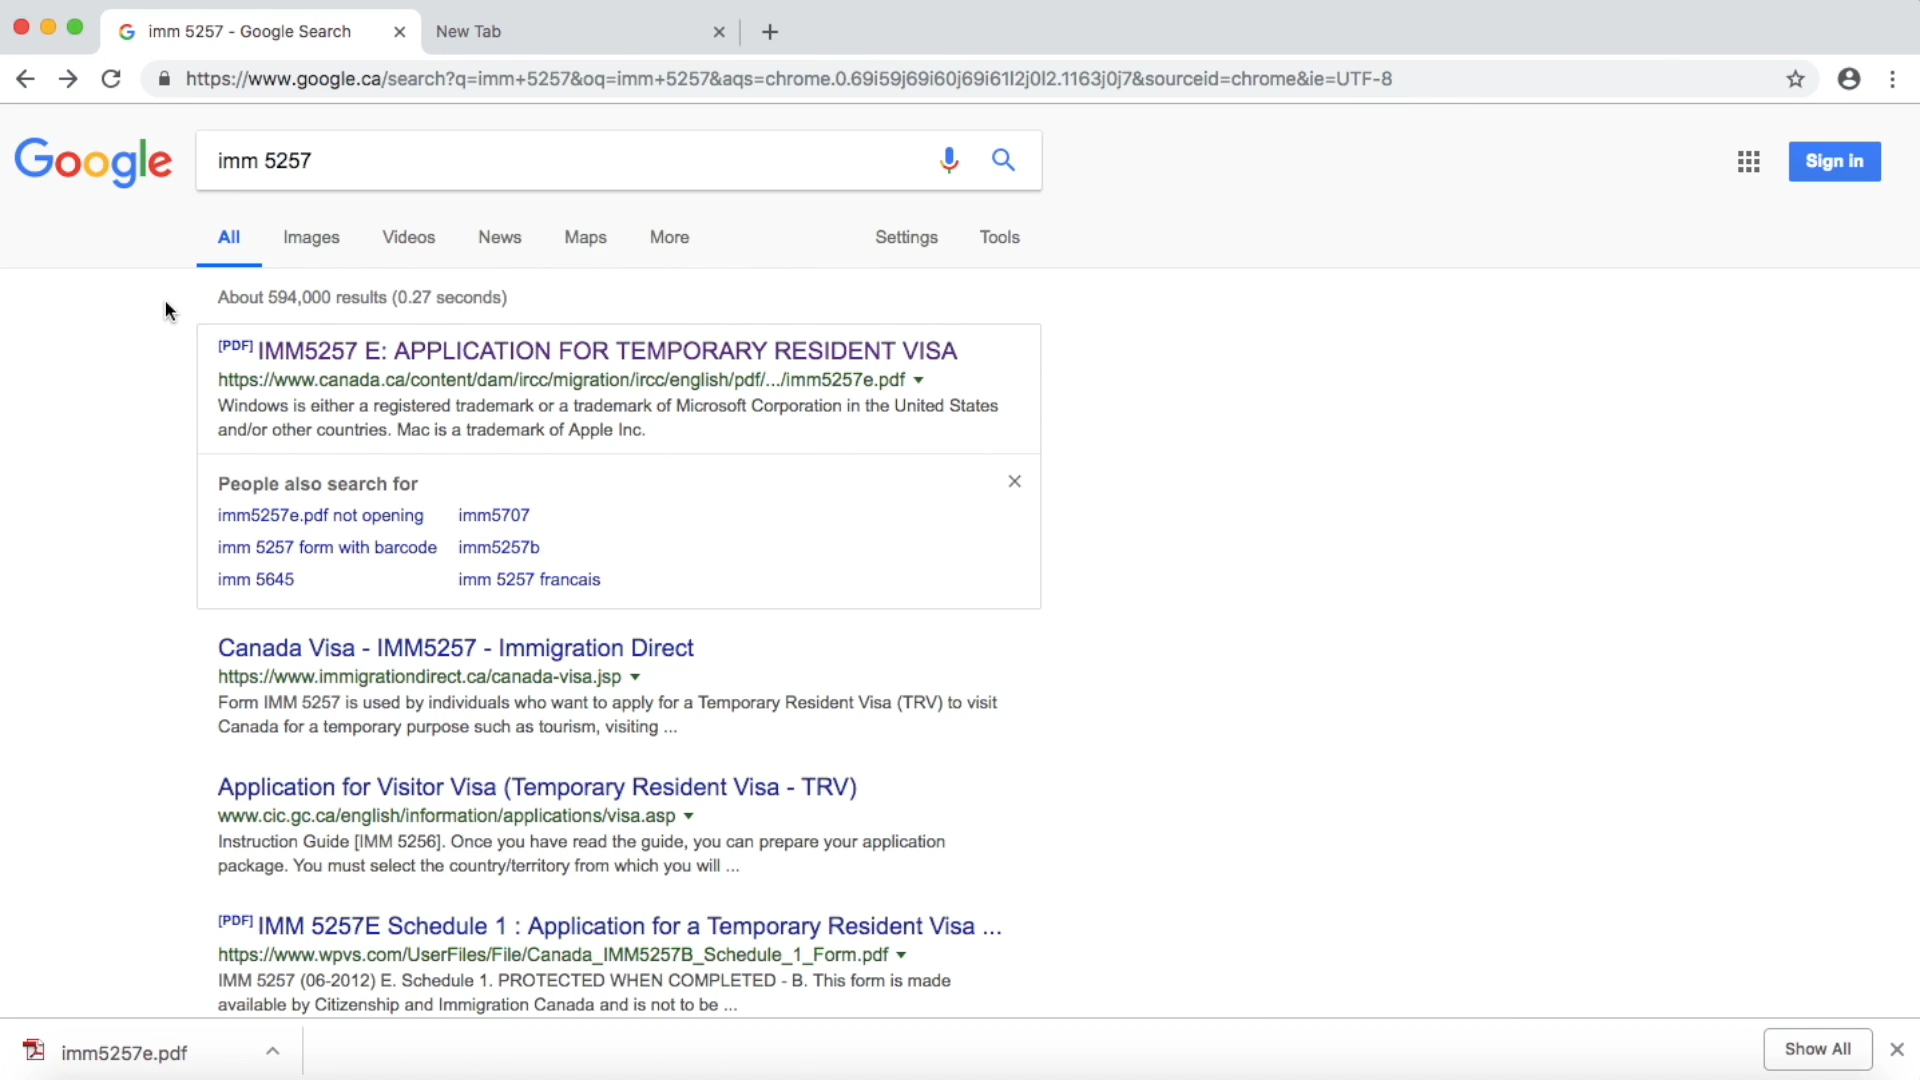 imm 5257 - Google Search
New Tab
https://www.google.ca/search?q=imm+5257&oq=imm+5257&aqs=chrome.0.69i59j69i60j69i61l2j0l2.1163j0j7&sourceid=chrome&ie=UTF-8
Google
imm 5257
Sign in
All Images Videos News Maps More Settings Tools
About 594,000 results (0.27 seconds)
[PDF] IMM5257 E: APPLICATION FOR TEMPORARY RESIDENT VISA
https://www.canada.ca/content/dam/ircc/migration/ircc/english/pdf/.../imm5257e.pdf
Windows is either a registered trademark or a trademark of Microsoft Corporation in the United States
and/or other countries. Mac is a trademark of Apple Inc.
People also search for
imm5257e.pdf not opening imm5707
imm 5257 form with barcode imm5257b
imm 5645 imm 5257 francais
Canada Visa - IMM5257 - Immigration Direct
https://www.immigrationdirect.ca/canada-visa.jsp
Form IMM 5257 is used by individuals who want to apply for a Temporary Resident Visa (TRV) to visit
Canada for a temporary purpose such as tourism, visiting ...
Application for Visitor Visa (Temporary Resident Visa - TRV)
www.cic.gc.ca/english/information/applications/visa.asp
Instruction Guide [IMM 5256]. Once you have read the guide, you can prepare your application
package. You must select the country/territory from which you will ...
[PDF] IMM 5257E Schedule 1 : Application for a Temporary Resident Visa ...
https://www.wpvs.com/UserFiles/File/Canada_IMM5257B_Schedule_1_Form.pdf
IMM 5257 (06-2012) E. Schedule 1. PROTECTED WHEN COMPLETED - B. This form is made
available by Citizenship and Immigration Canada and is not to be ...
imm5257e.pdf
Show All